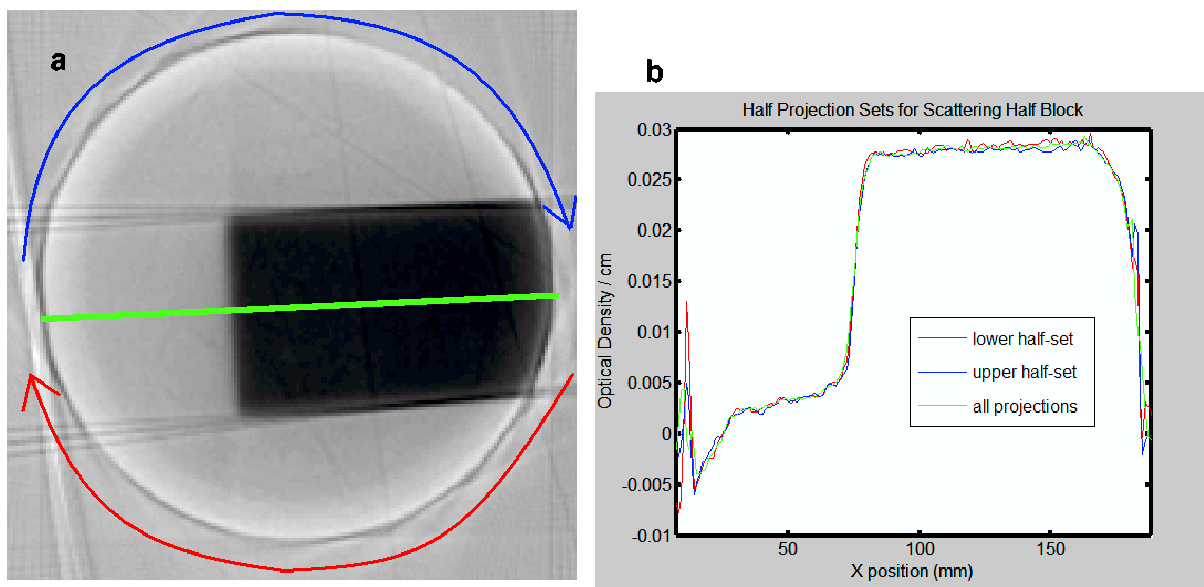 a
b
Half Projection Sets for Scattering Half Block
0.03
0.025
0.02
0.015
0.01
0.005
0
-0.005
-0.01
Optical Density / cm
lower half-set
upper half-set
all projections
50
100
150
X position (mm)